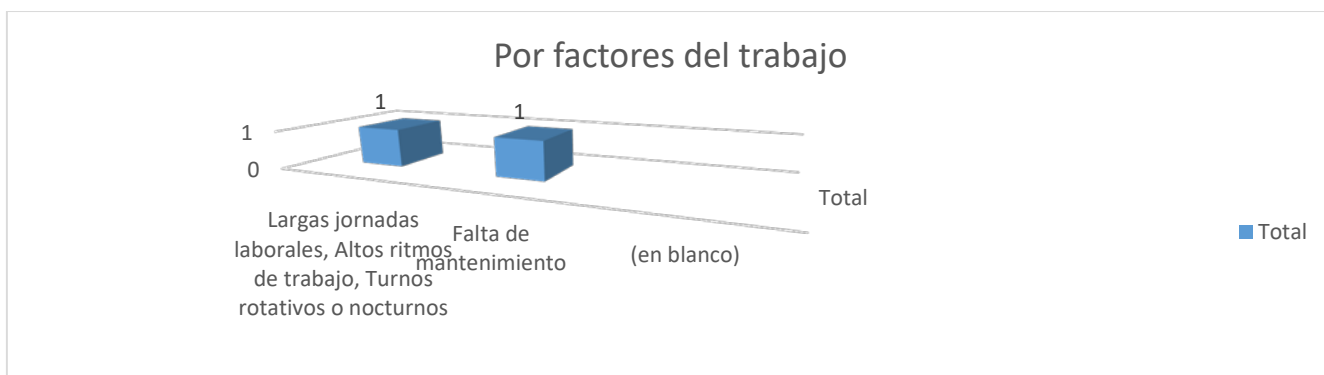 Por factores del trabajo
1
1
1
0
Total
Largas jornadas
laborales, Altos ritmos
de trabajo, Turnos
rotativos o nocturnos
Falta de
mantenimiento
(en blanco)
Total